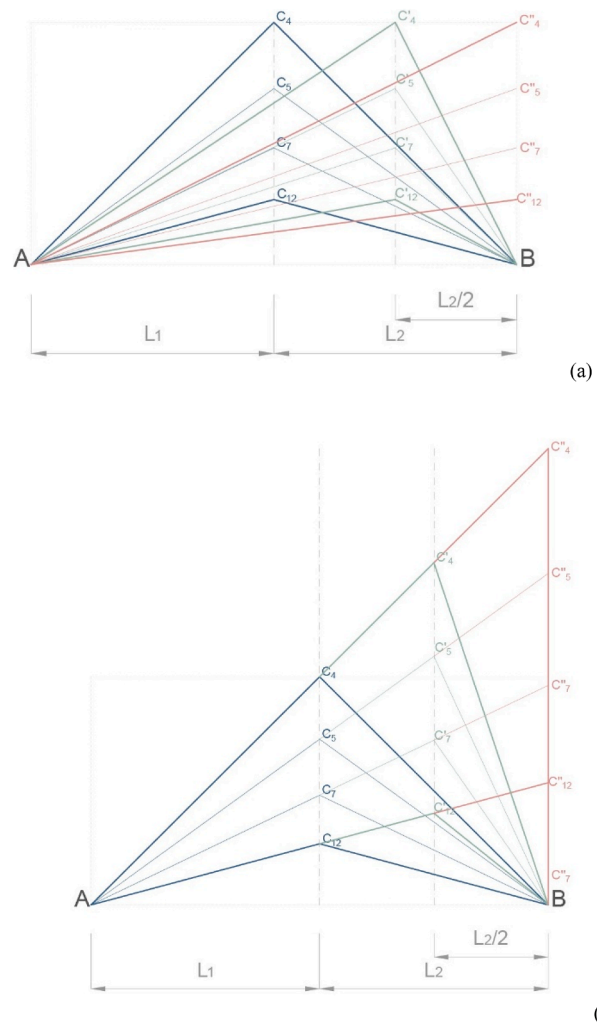 C4 C'4 C"4
C5 C'5 C"5
C7 C'7 C"7
C12 C'12 C"12
A B
L2/2
L1 L2
(a)
C"4
C'4
C"5
C'5
C4
C"7
C5 C'7
C"12
C7
C'12
C12
C"7
A B
L2/2
L1 L2
(